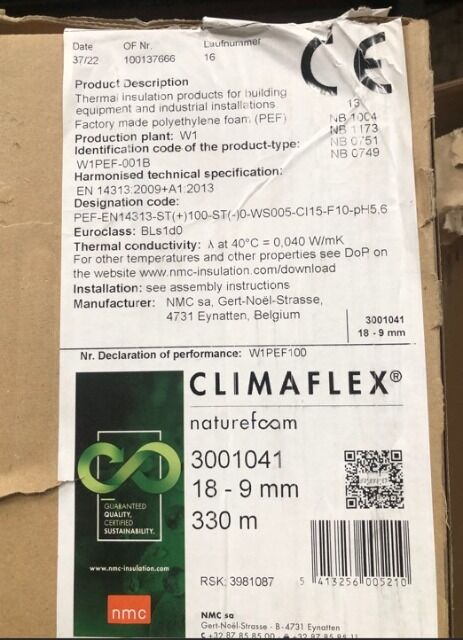 Date OF Nr. Laufnummer
37/22 100137666 16
Product Description
Thermal insulation products for building
equipment and industrial installations
Factory made polyethylene foam (PEF)
Production plant: W1
Identification code of the product-type:
W1PEF-001B
CE
13
NB 1004
NB 1173
NB 0751
NB 0749
Harmonised technical specification:
EN 14313:2009+A1:2013
Designation code:
PEF-EN14313-ST(+)100-ST(-)0-WS005-CI15-F10-pH5,6
Euroclass: BLs1d0
Thermal conductivity: λ at 40°C = 0,040 W/mK
For other temperatures and other properties see DoP on
the website www.nmc-insulation.com/download
Installation: see assembly instructions
Manufacturer: NMC sa, Gert-Noël-Strasse,
4731 Eynatten, Belgium
3001041
18 - 9 mm
Nr. Declaration of performance: W1PEF100
CLIMAFLEX®
naturefoam
3001041
18 - 9 mm
330 m
GUARANTEED
QUALITY,
CERTIFIED
SUSTAINABILITY.
www.nmc-insulation.com
nmc
RSK: 3981087
5 413256 005210
NMC sa
Gert-Noël-Strasse - B-4731 Eynatten